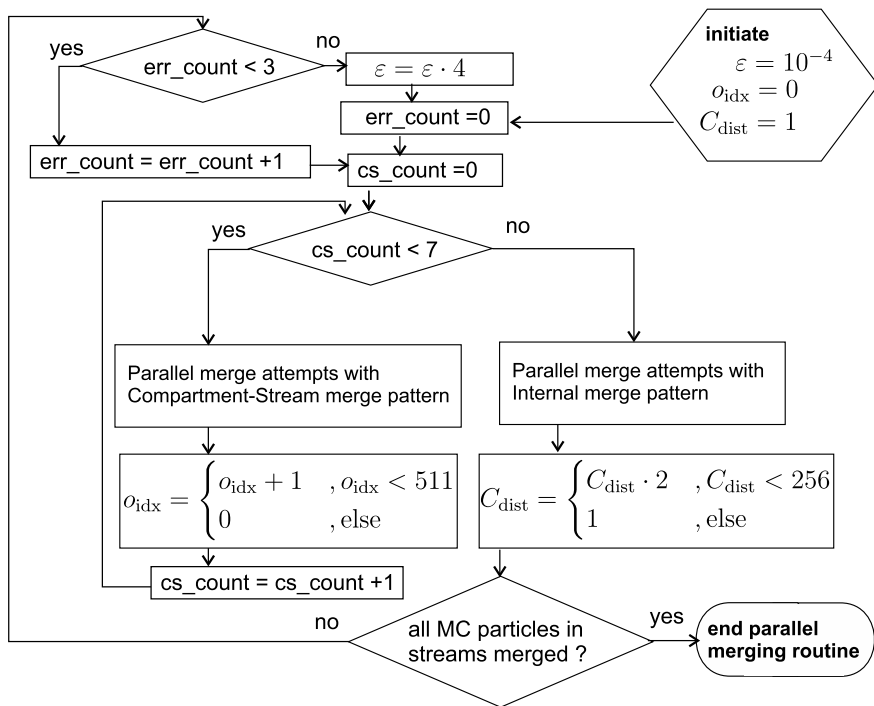 yes
err_count < 3
no
ε = ε · 4
initiate
ε = 10⁻⁴
o_idx = 0
C_dist = 1
err_count =0
err_count = err_count +1
cs_count =0
yes
cs_count < 7
no
Parallel merge attempts with
Compartment-Stream merge pattern
Parallel merge attempts with
Internal merge pattern
o_idx = { o_idx + 1 , o_idx < 511
0 , else
C_dist = { C_dist · 2 , C_dist < 256
1 , else
cs_count = cs_count +1
no
all MC particles in
streams merged ?
yes
end parallel
merging routine